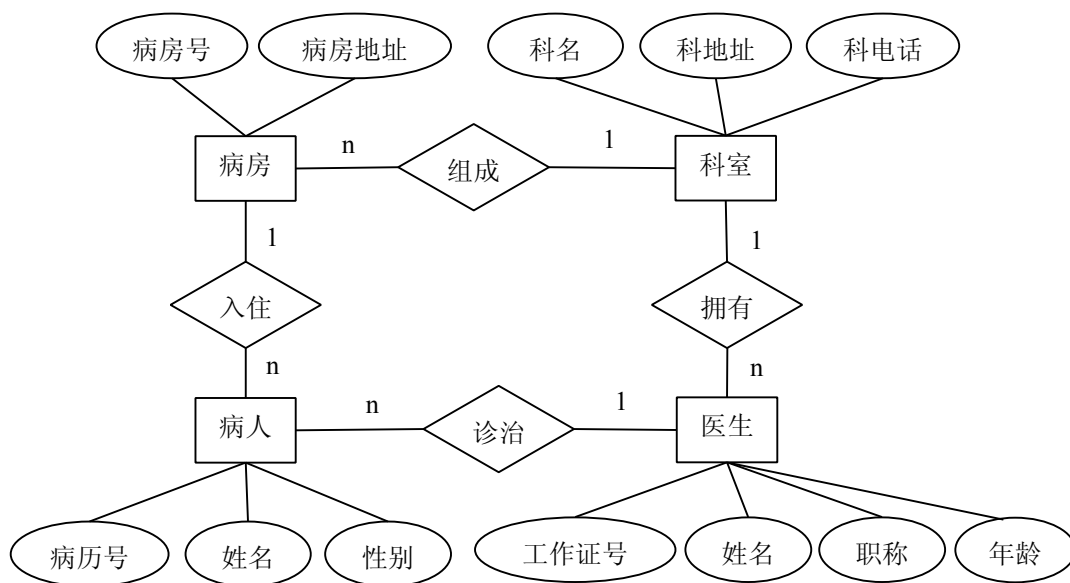 病房号 病房地址 科名 科地址 科电话
病房 n 组成 1 科室
1 1
入住 拥有
n n
病人 n 诊治 1 医生
病历号 姓名 性别 工作证号 姓名 职称 年龄